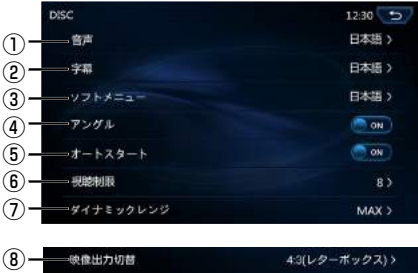 DISC 12:30
① 音声 日本語 >
② 字幕 日本語 >
③ ソフトメニュー 日本語 >
④ アングル ON
⑤ オートスタート ON
⑥ 視聴制限 8 >
⑦ ダイナミックレンジ MAX >
⑧ 映像出力切替 4:3(レターボックス) >